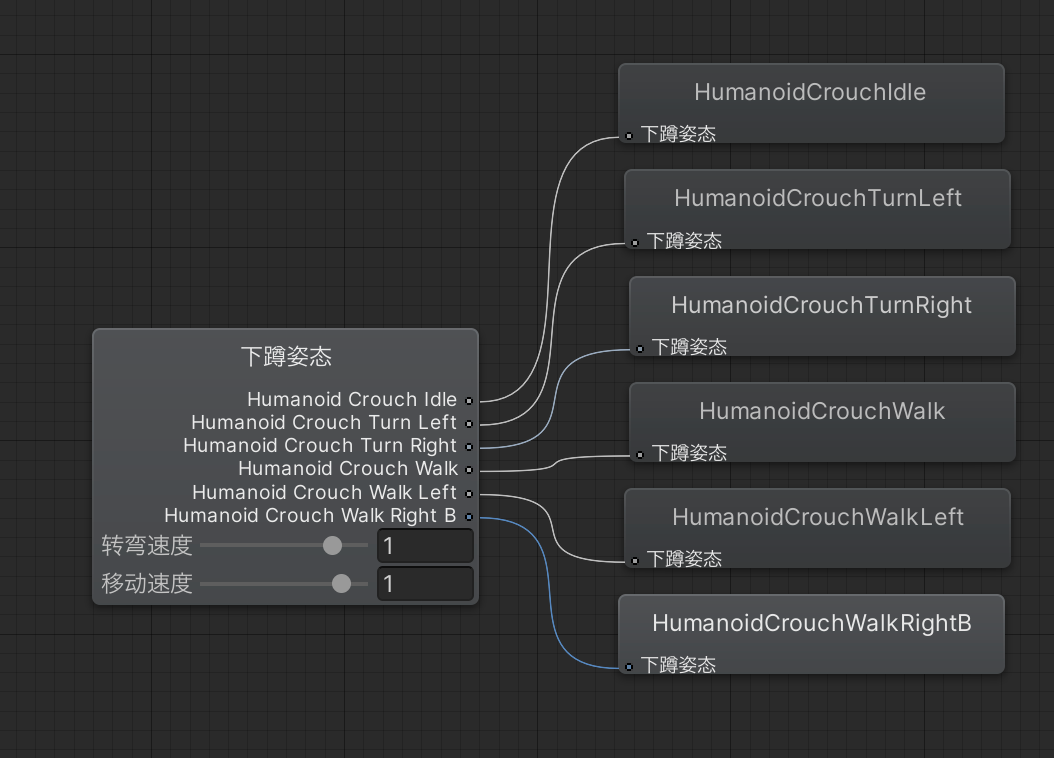 下蹲姿态
Humanoid Crouch Idle
Humanoid Crouch Turn Left
Humanoid Crouch Turn Right
Humanoid Crouch Walk
Humanoid Crouch Walk Left
Humanoid Crouch Walk Right B
转弯速度 1
移动速度 1
HumanoidCrouchIdle
下蹲姿态
HumanoidCrouchTurnLeft
下蹲姿态
HumanoidCrouchTurnRight
下蹲姿态
HumanoidCrouchWalk
下蹲姿态
HumanoidCrouchWalkLeft
下蹲姿态
HumanoidCrouchWalkRightB
下蹲姿态